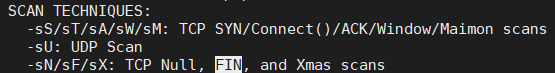 SCAN TECHNIQUES:
-sS/sT/sA/sW/sM: TCP SYN/Connect()/ACK/Window/Maimon scans
-sU: UDP Scan
-sN/sF/sX: TCP Null, FIN, and Xmas scans